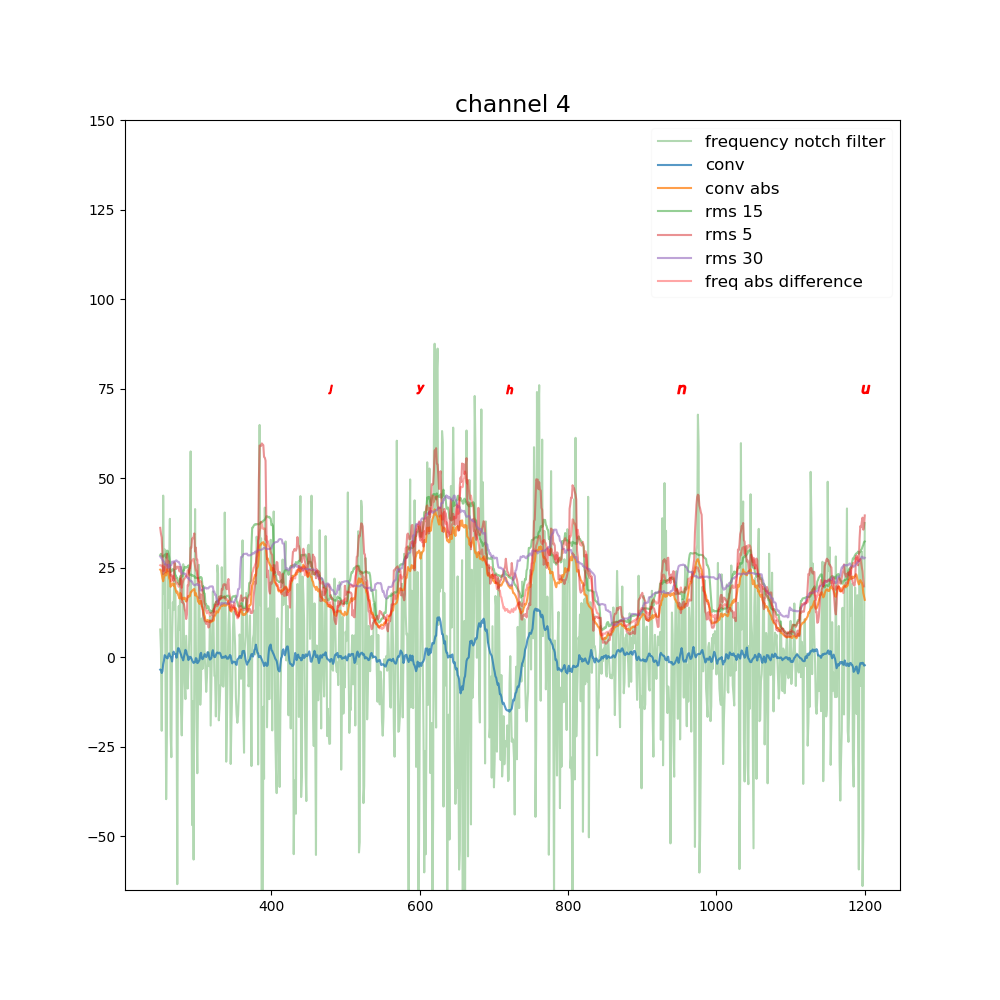 channel 4
150
125
100
75
50
25
0
−25
−50
frequency notch filter
conv
conv abs
rms 15
rms 5
rms 30
freq abs difference
j y h n u
400 600 800 1000 1200